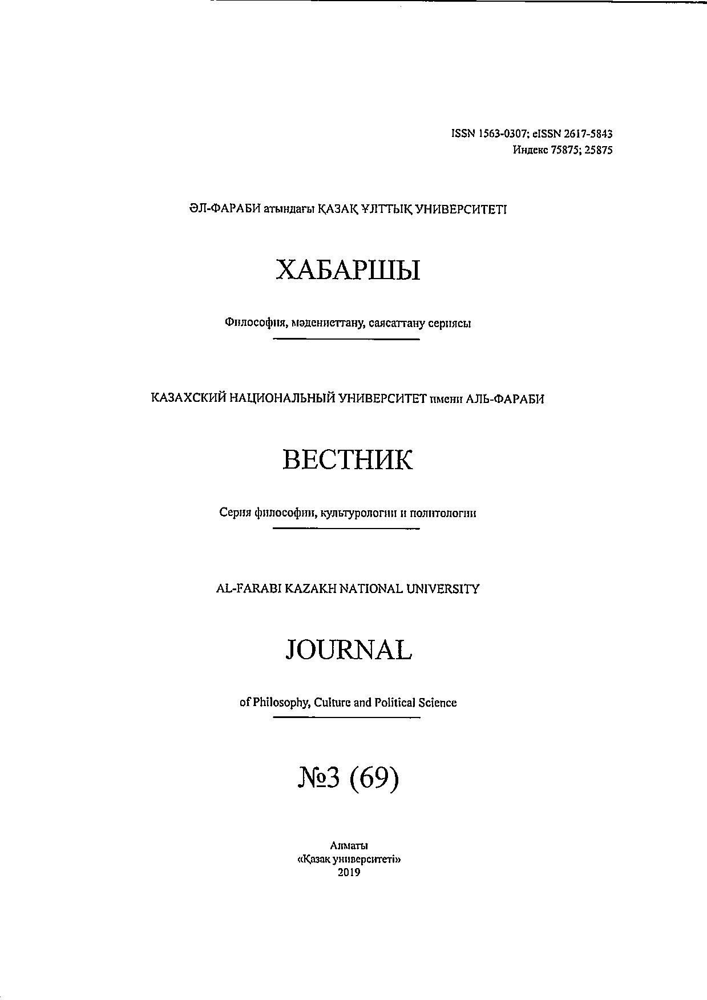 ISSN 1563-0307; eISSN 2617-5843
Индекс 75875; 25875
ӘЛ-ФАРАБИ атындағы ҚАЗАҚ ҰЛТТЫҚ УНИВЕРСИТЕТІ
ХАБАРШЫ
Философия, мәдениеттану, саясаттану сериясы
КАЗАХСКИЙ НАЦИОНАЛЬНЫЙ УНИВЕРСИТЕТ имени АЛЬ-ФАРАБИ
ВЕСТНИК
Серия философии, культурологии и политологии
AL-FARABI KAZAKH NATIONAL UNIVERSITY
JOURNAL
of Philosophy, Culture and Political Science
№3 (69)
Алматы
«Қазақ университеті»
2019